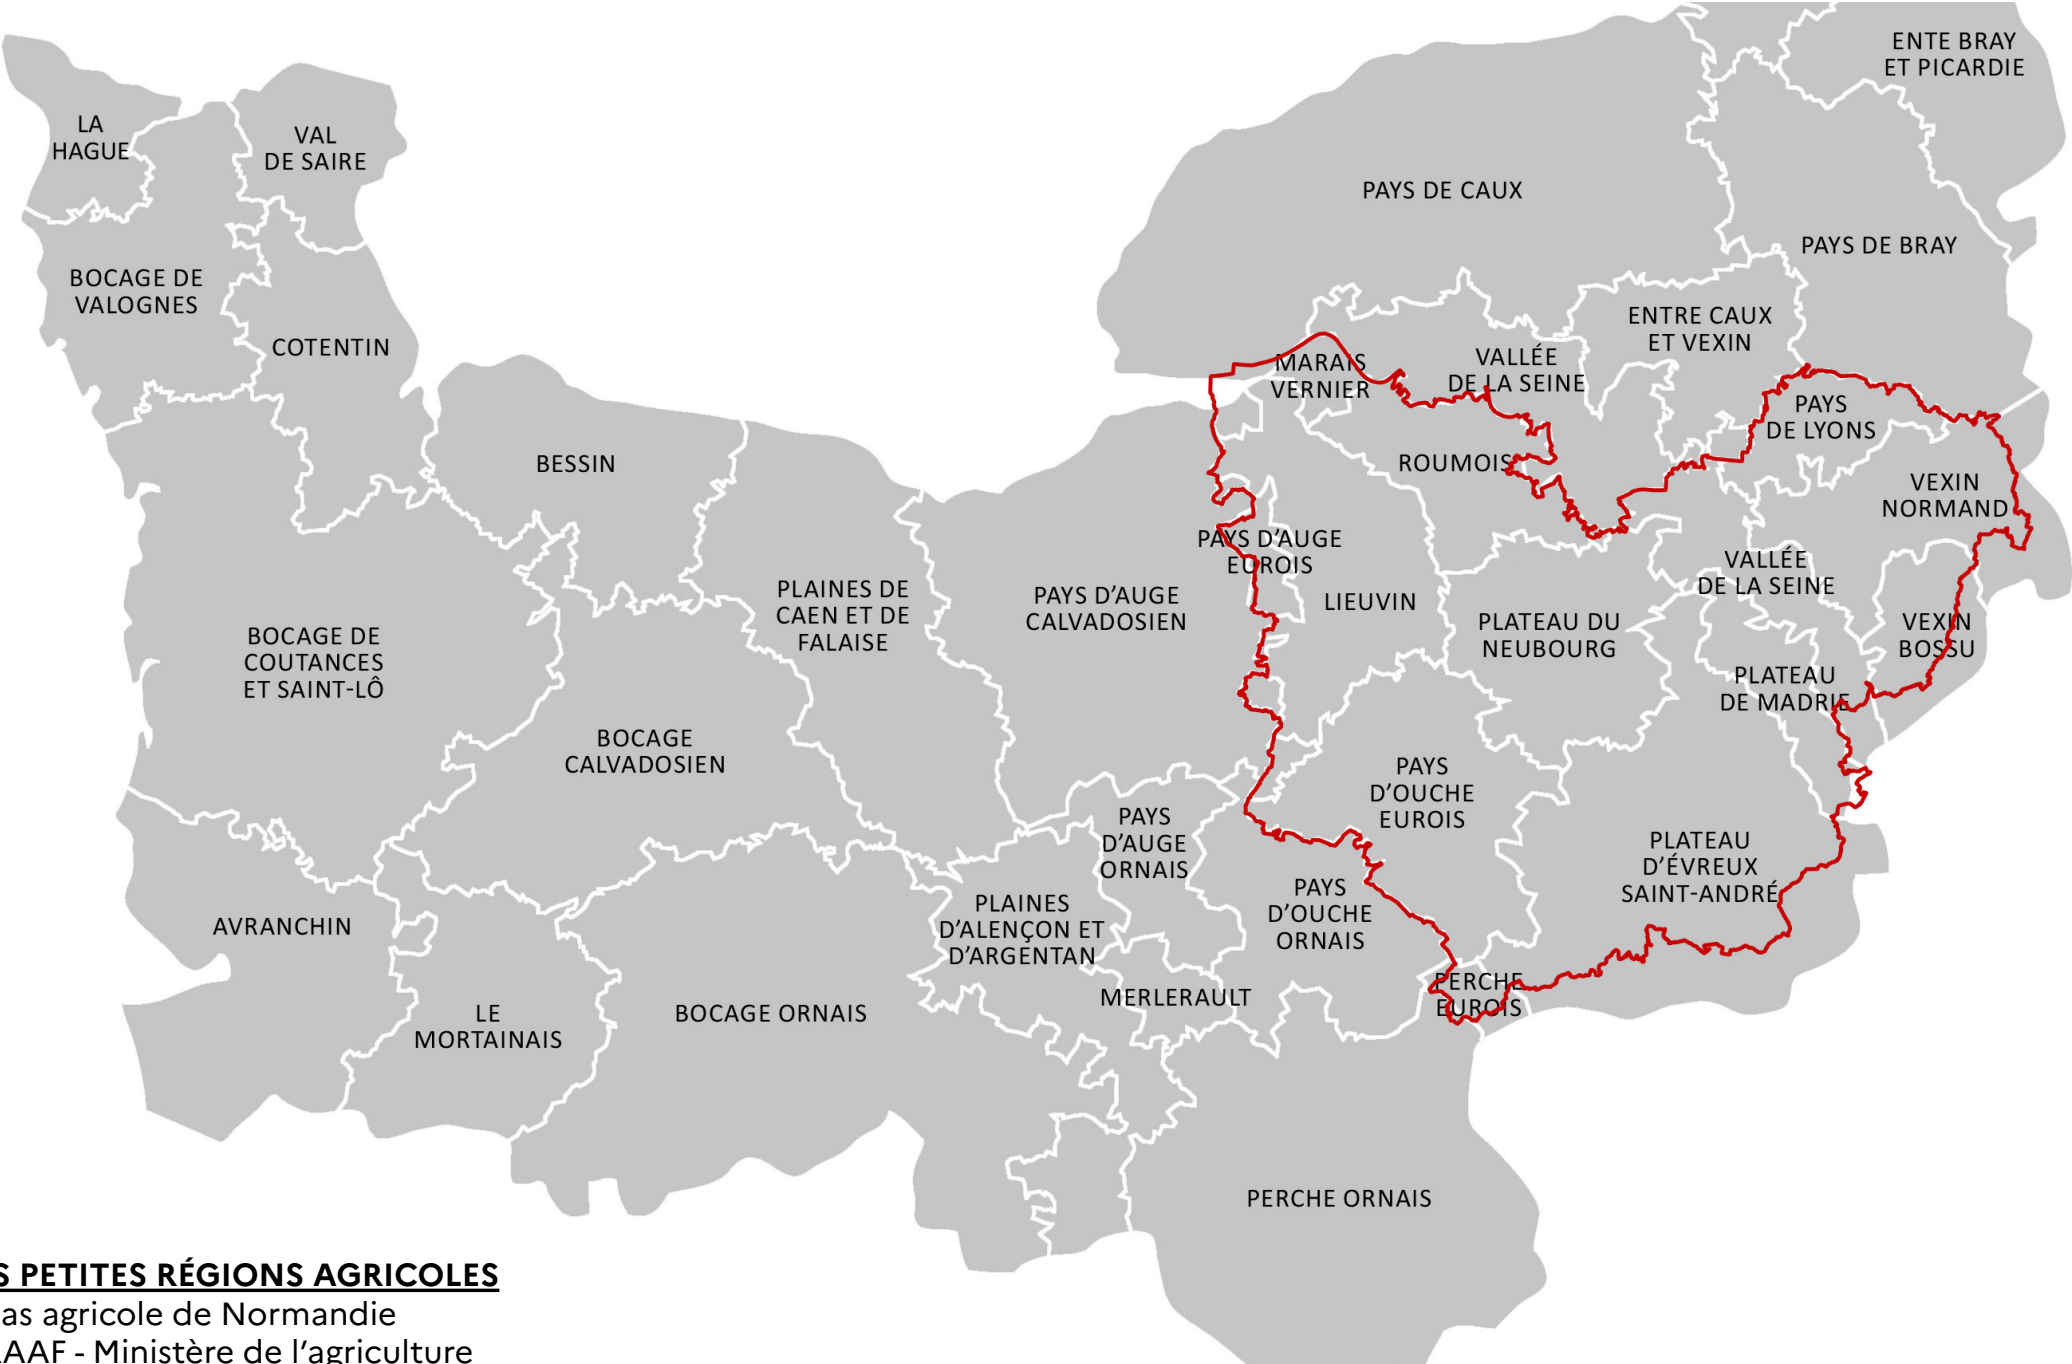 ENTE BRAY
ET PICARDIE
LA
HAGUE
VAL
DE SAIRE
PAYS DE CAUX
PAYS DE BRAY
BOCAGE DE
VALOGNES
COTENTIN
ENTRE CAUX
ET VEXIN
MARAIS
VERNIER
VALLÉE
DE LA SEINE
PAYS
DE LYONS
BESSIN
ROUMOIS
VEXIN
NORMAND
PAYS D'AUGE
EUROIS
VALLÉE
DE LA SEINE
PLAINES DE
CAEN ET DE
FALAISE
PAYS D'AUGE
CALVADOSIEN
LIEUVIN
PLATEAU DU
NEUBOURG
VEXIN
BOSSU
BOCAGE DE
COUTANCES
ET SAINT-LÔ
PLATEAU
DE MADRIE
BOCAGE
CALVADOSIEN
PAYS
D'OUCHE
EUROIS
PAYS
D'AUGE
ORNAIS
PLATEAU
D'ÉVREUX
SAINT-ANDRÉ
PAYS
D'OUCHE
ORNAIS
AVRANCHIN
PLAINES
D'ALENÇON ET
D'ARGENTAN
PERCHE
EUROIS
MERLERAULT
LE
MORTAINAIS
BOCAGE ORNAIS
PERCHE ORNAIS
S PETITES RÉGIONS AGRICOLES
las agricole de Normandie
AAF - Ministère de l'agriculture